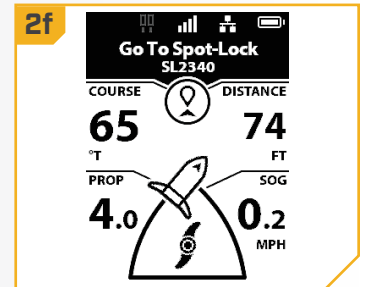 2f
Go To Spot-Lock
SL2340
COURSE DISTANCE
65 74
°T FT
PROP SOG
4.0 0.2
MPH